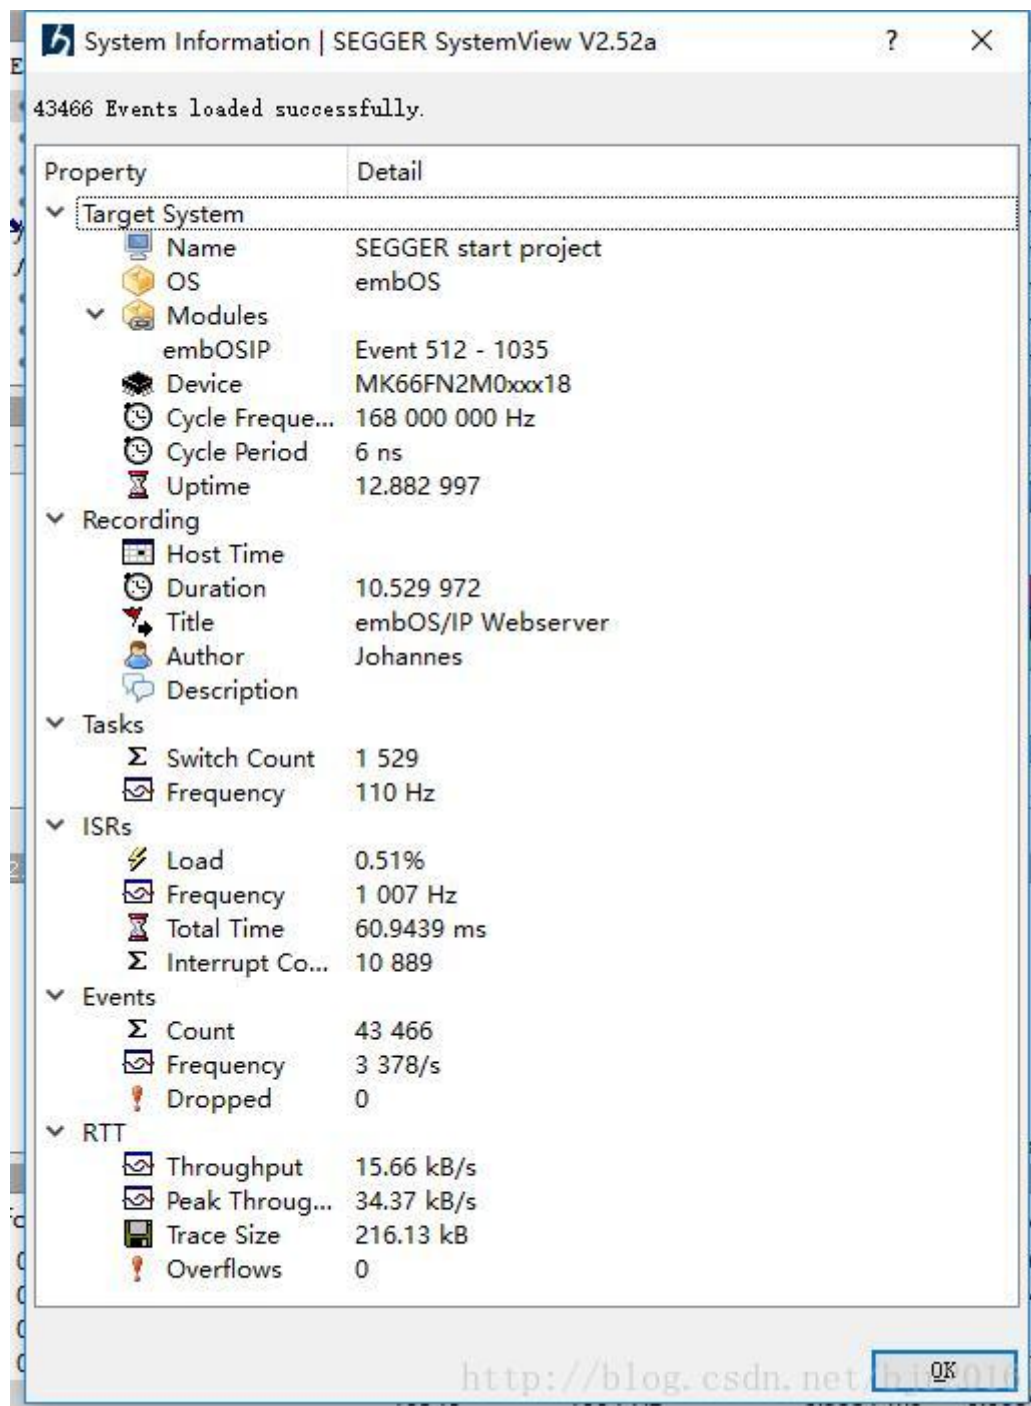 System Information | SEGGER SystemView V2.52a ? ×
43466 Events loaded successfully.
Property Detail
Target System
Name SEGGER start project
OS embOS
Modules
embOSIP Event 512 - 1035
Device MK66FN2M0xxx18
Cycle Freque... 168 000 000 Hz
Cycle Period 6 ns
Uptime 12.882 997
Recording
Host Time
Duration 10.529 972
Title embOS/IP Webserver
Author Johannes
Description
Tasks
Σ Switch Count 1 529
Frequency 110 Hz
ISRs
Load 0.51%
Frequency 1 007 Hz
Total Time 60.9439 ms
Σ Interrupt Co... 10 889
Events
Σ Count 43 466
Frequency 3 378/s
Dropped 0
RTT
Throughput 15.66 kB/s
Peak Throug... 34.37 kB/s
Trace Size 216.13 kB
Overflows 0
OK
http://blog.csdn.net/